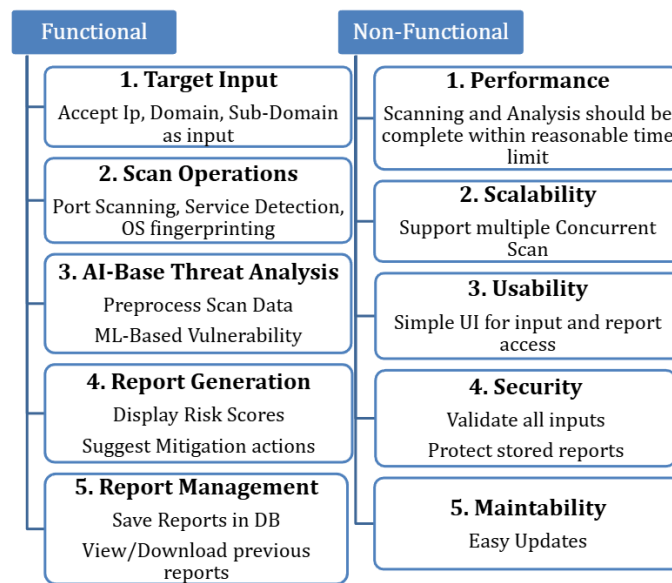 Functional
1. Target Input
Accept Ip, Domain, Sub-Domain
as input
2. Scan Operations
Port Scanning, Service Detection,
OS fingerprinting
3. AI-Base Threat Analysis
Preprocess Scan Data
ML-Based Vulnerability
4. Report Generation
Display Risk Scores
Suggest Mitigation actions
5. Report Management
Save Reports in DB
View/Download previous
reports
Non-Functional
1. Performance
Scanning and Analysis should be
complete within reasonable time
limit
2. Scalability
Support multiple Concurrent
Scan
3. Usability
Simple UI for input and report
access
4. Security
Validate all inputs
Protect stored reports
5. Maintability
Easy Updates